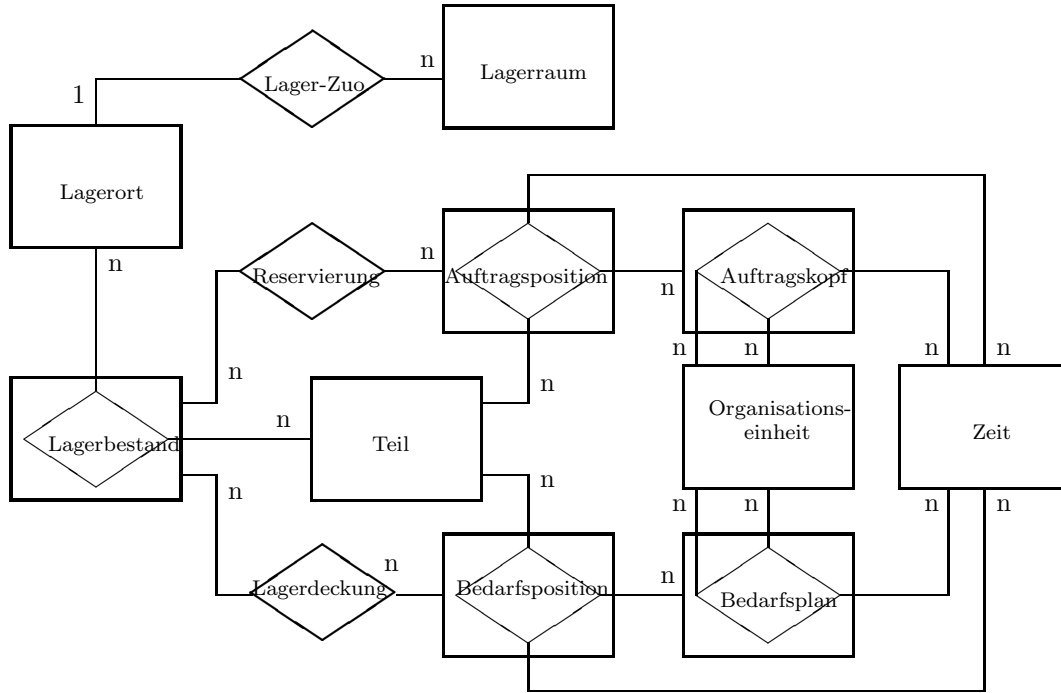 n
Lagerraum
Lager-Zuo
1
Lagerort
n
n
Reservierung
Auftragsposition
Auftragskopf
n
n
n
n
n
n
n
n
Organisations-
einheit
Lagerbestand
Teil
Zeit
n
n
n
n
n
n
n
n
Lagerdeckung
Bedarfsposition
Bedarfsplan